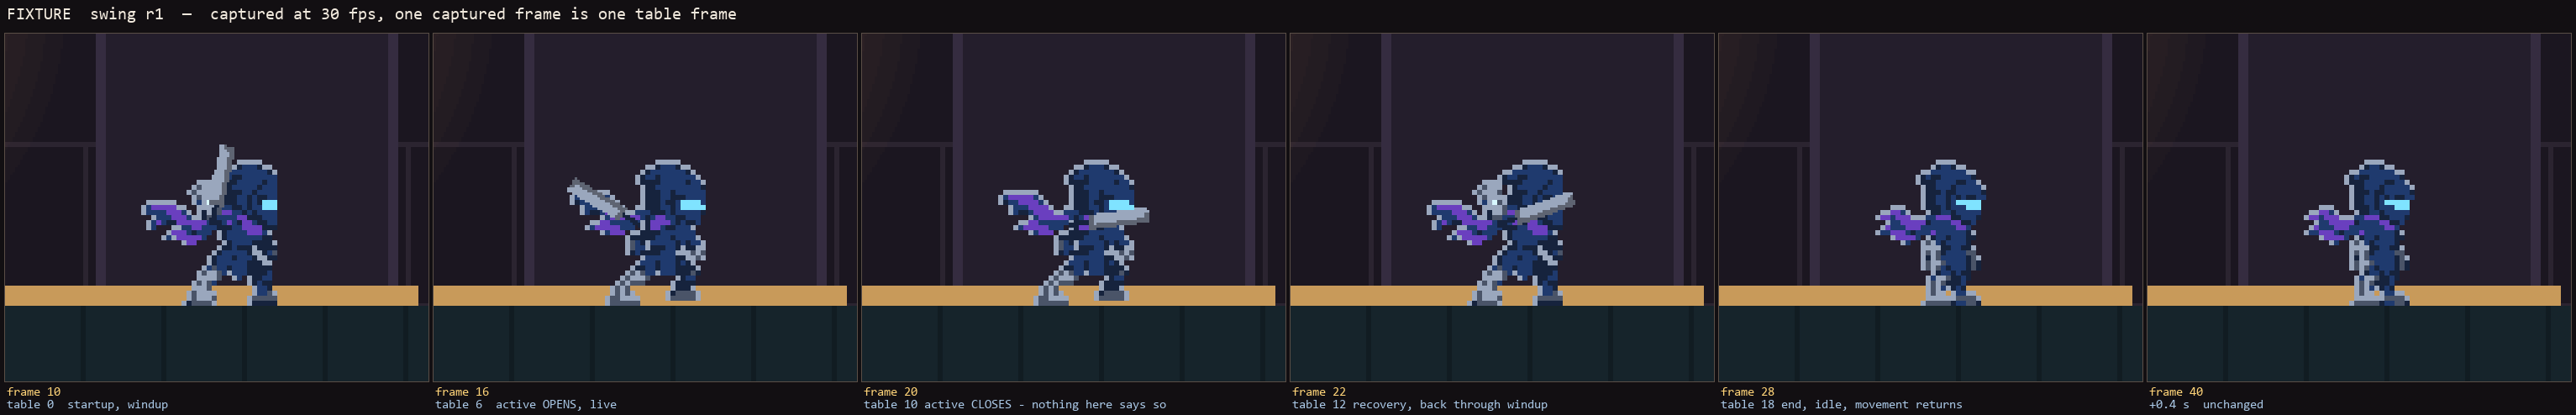 FIXTURE  swing r1  —  captured at 30 fps, one captured frame is one table frame
frame 10
table 0  startup, windup
frame 16
table 6  active OPENS, live
frame 20
table 10 active CLOSES - nothing here says so
frame 22
table 12 recovery, back through windup
frame 28
table 18 end, idle, movement returns
frame 40
+0.4 s  unchanged